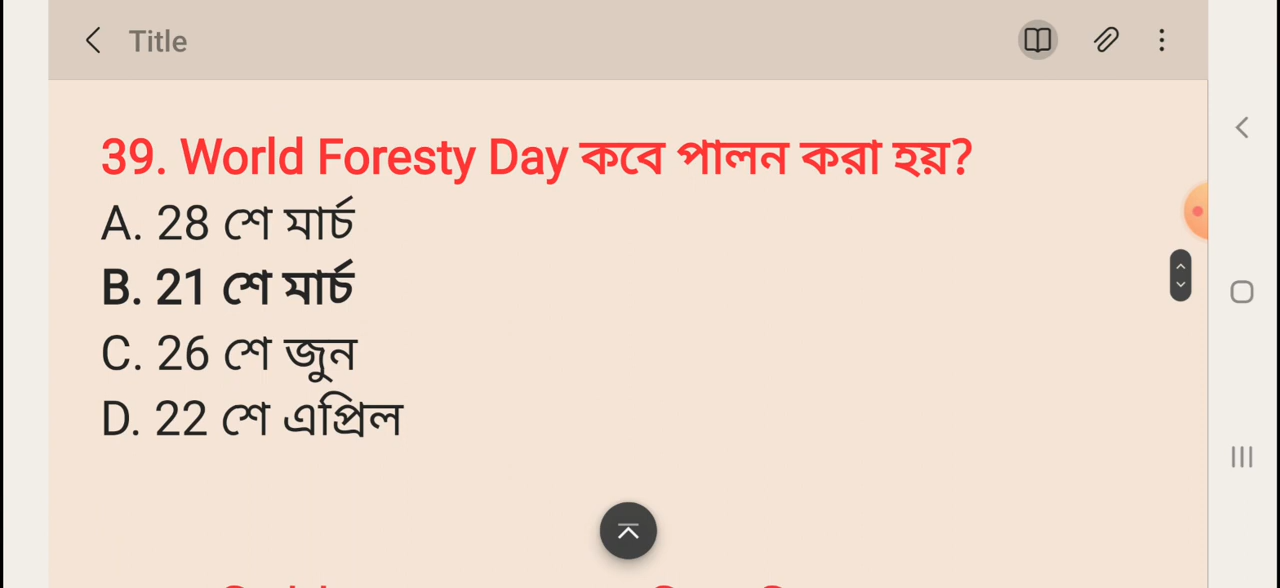 Title
39. World Foresty Day কবে পালন করা হয়?
A. 28 শে মার্চ
B. 21 শে মার্চ
C. 26 শে জুন
D. 22 শে এপ্রিল